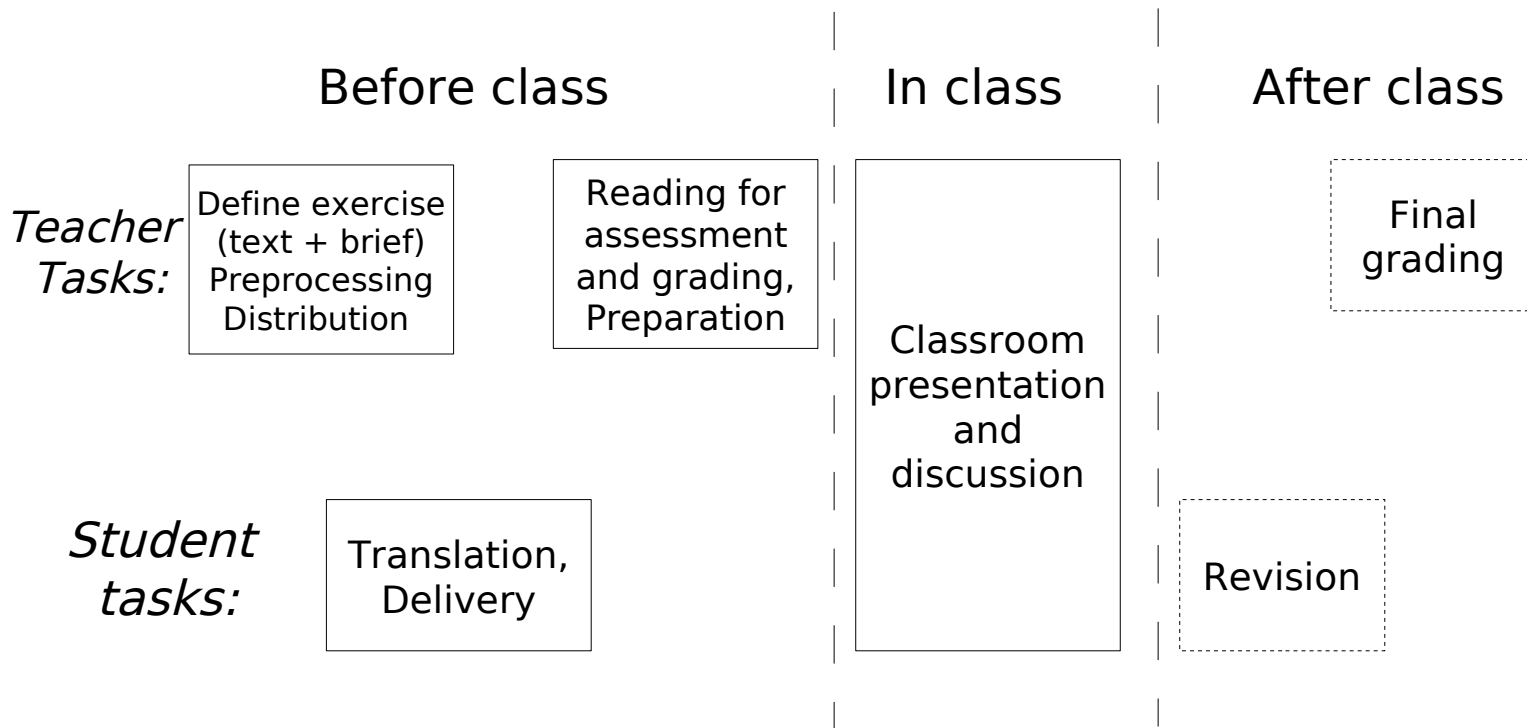 Before class
In class
After class
Teacher
Tasks:
Define exercise
(text + brief)
Preprocessing
Distribution
Reading for
assessment
and grading,
Preparation
Classroom
presentation
and
discussion
Final
grading
Student
tasks:
Translation,
Delivery
Revision